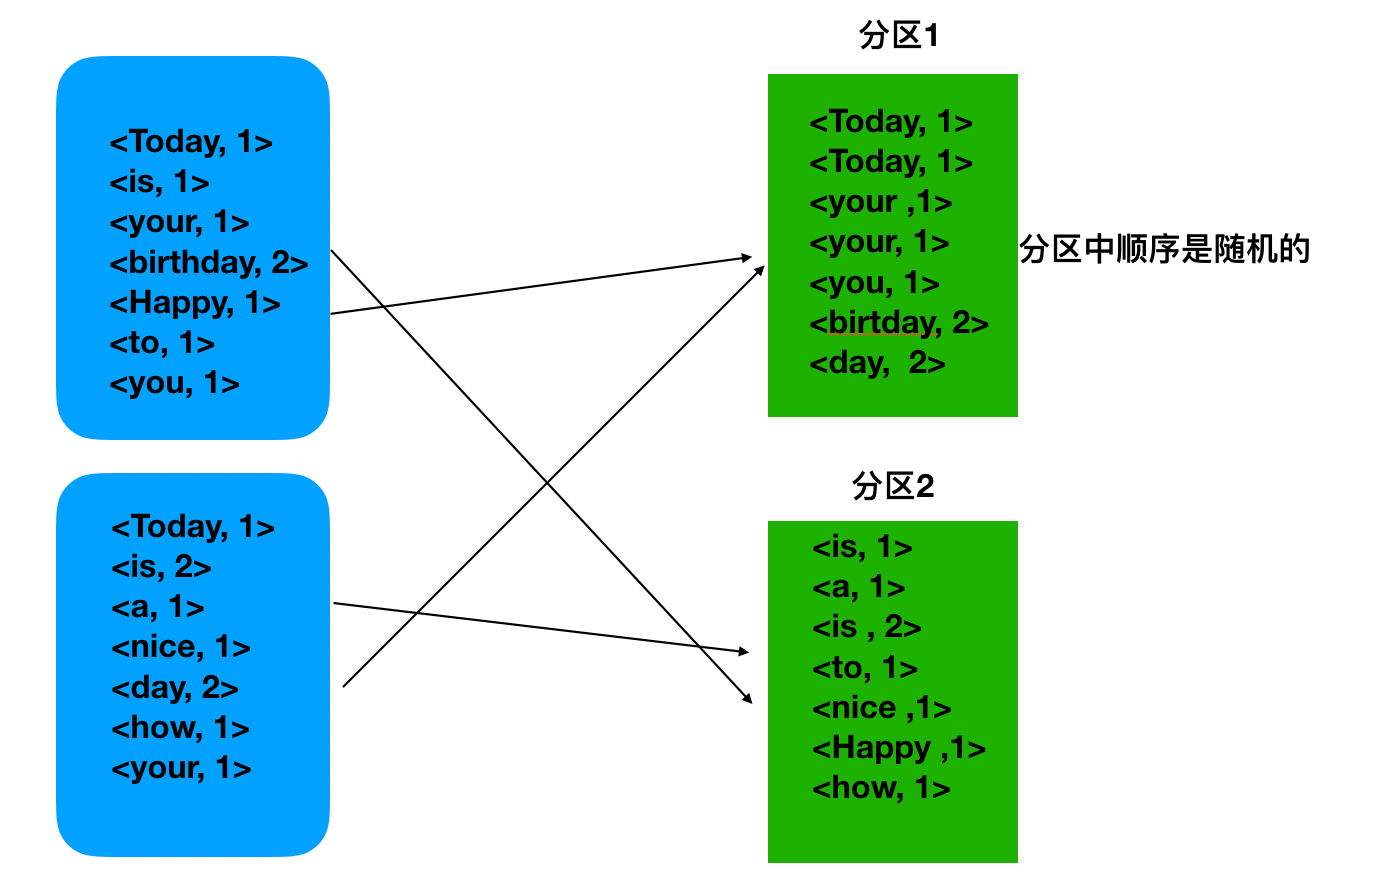 <Today, 1>
<is, 1>
<your, 1>
<birthday, 2>
<Happy, 1>
<to, 1>
<you, 1>
<Today, 1>
<is, 2>
<a, 1>
<nice, 1>
<day, 2>
<how, 1>
<your, 1>
分区1
<Today, 1>
<Today, 1>
<your ,1>
<your, 1>
<you, 1>
<birtday, 2>
<day,  2>
分区中顺序是随机的
分区2
<is, 1>
<a, 1>
<is , 2>
<to, 1>
<nice ,1>
<Happy ,1>
<how, 1>